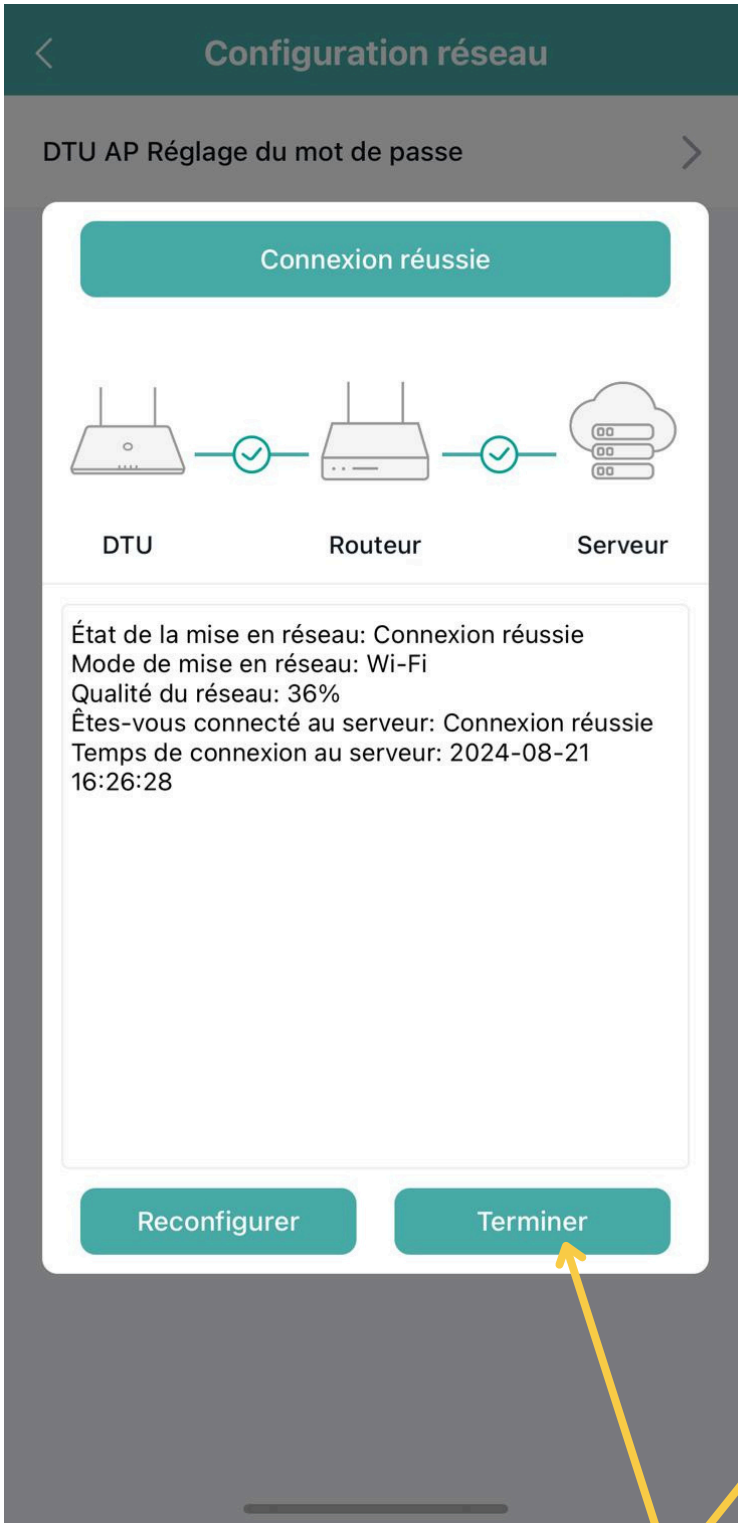 Configuration réseau
DTU AP Réglage du mot de passe
Connexion réussie
DTU Routeur Serveur
État de la mise en réseau: Connexion réussie
Mode de mise en réseau: Wi-Fi
Qualité du réseau: 36%
Êtes-vous connecté au serveur: Connexion réussie
Temps de connexion au serveur: 2024-08-21
16:26:28
Reconfigurer Terminer